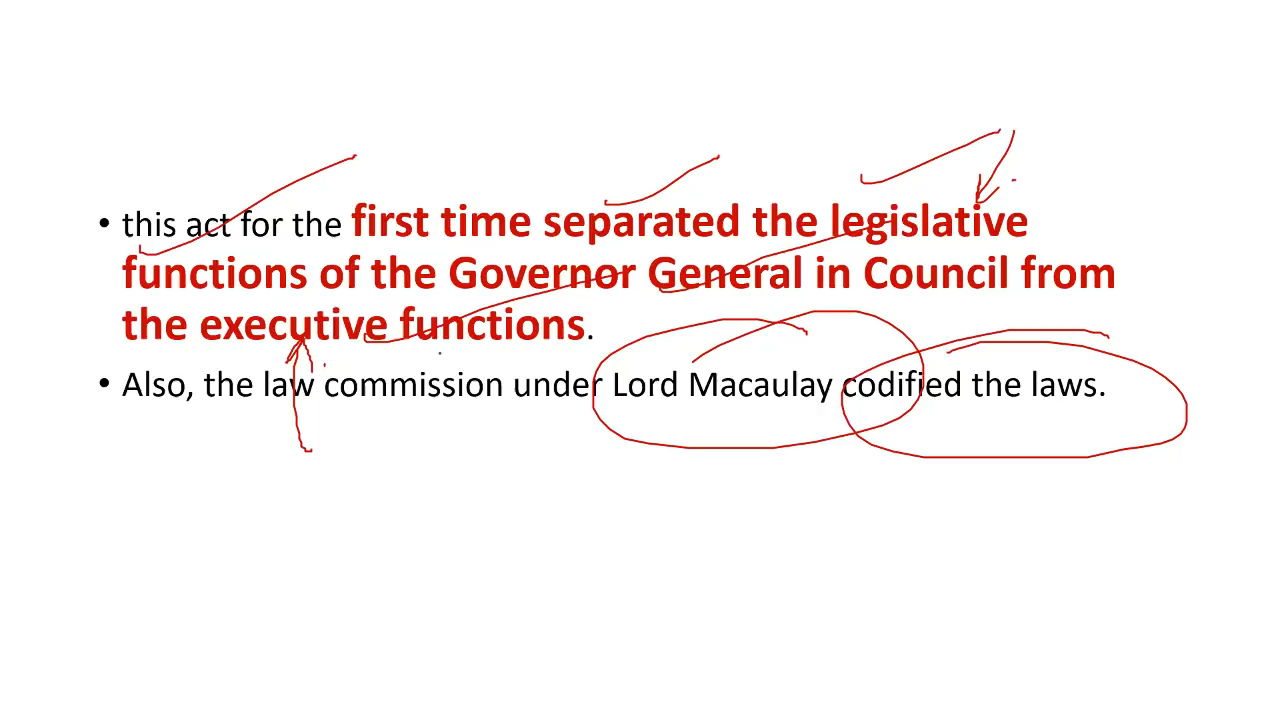 • this act for the first time separated the legislative
functions of the Governor General in Council from
the executive functions.
• Also, the law commission under Lord Macaulay codified the laws.